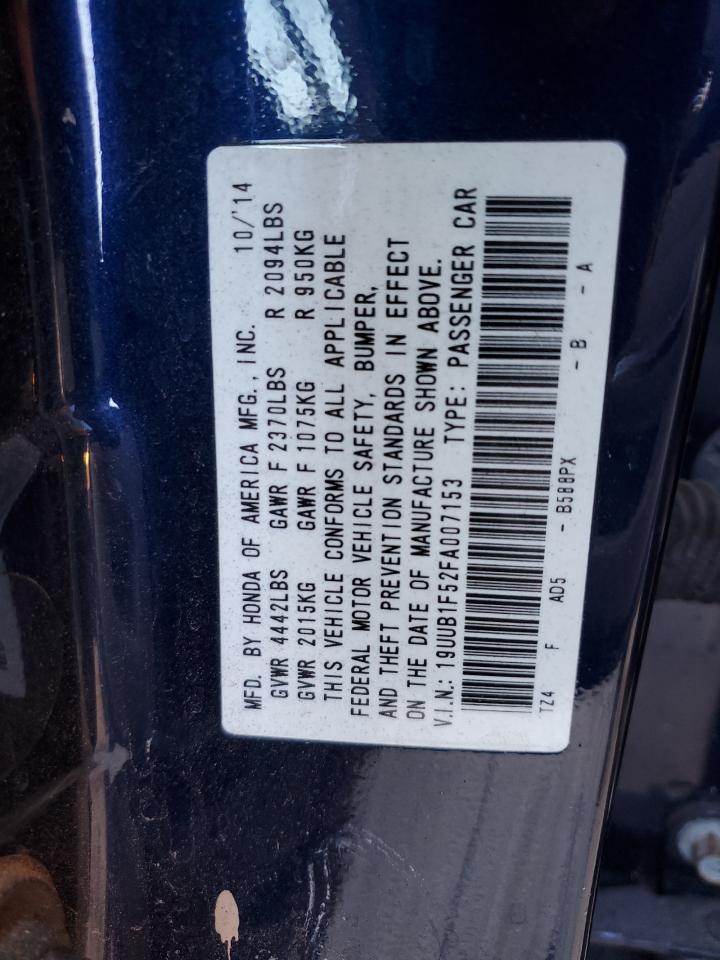 MFD. BY HONDA OF AMERICA MFG., INC. 10/'14
GVWR 4442LBS GAWR F 2370LBS R 2094LBS
GVWR 2015KG GAWR F 1075KG R 950KG
THIS VEHICLE CONFORMS TO ALL APPLICABLE
FEDERAL MOTOR VEHICLE SAFETY, BUMPER,
AND THEFT PREVENTION STANDARDS IN EFFECT
ON THE DATE OF MANUFACTURE SHOWN ABOVE.
V.I.N.: 19UUB1F52FA007153 TYPE: PASSENGER CAR
TZ4 F AD5 - B588PX - B - A